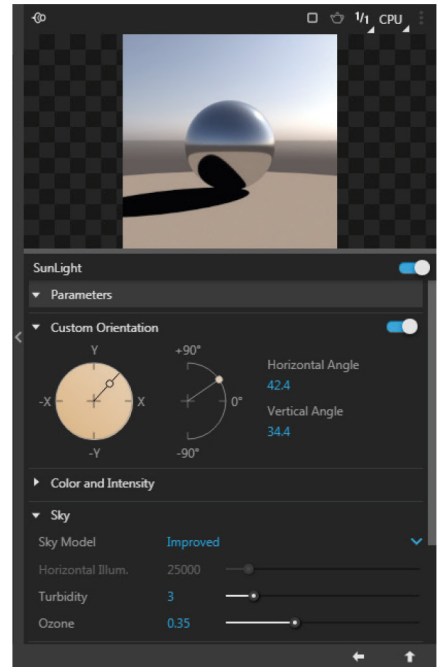 1/1 CPU
SunLight
Parameters
Custom Orientation
Y
+90°
Horizontal Angle
42.4
-X
X
0°
Vertical Angle
34.4
-Y
-90°
Color and Intensity
Sky
Sky Model Improved
Horizontal Illum. 25000
Turbidity 3
Ozone 0.35